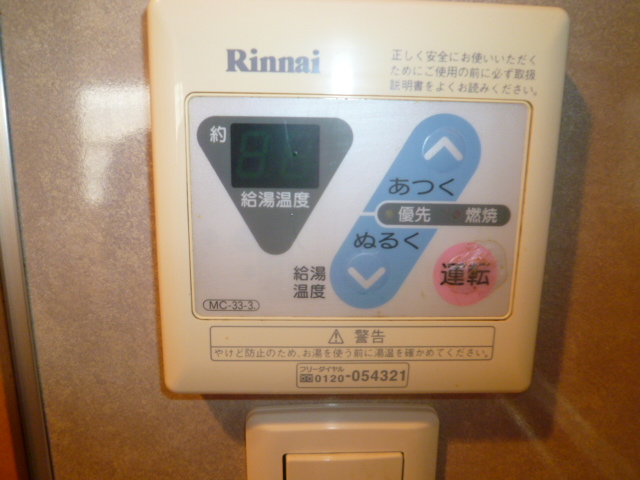 Rinnai
正しく安全にお使いいただく
ためにご使用の前に必ず取扱
説明書をよくお読みください。
約
給湯温度
あつく
優先 燃焼
ぬるく
給湯
温度
運転
MC-33-3
⚠ 警告
やけど防止のため、お湯を使う前に湯温を確かめてください。
フリーダイヤル
0120-054321